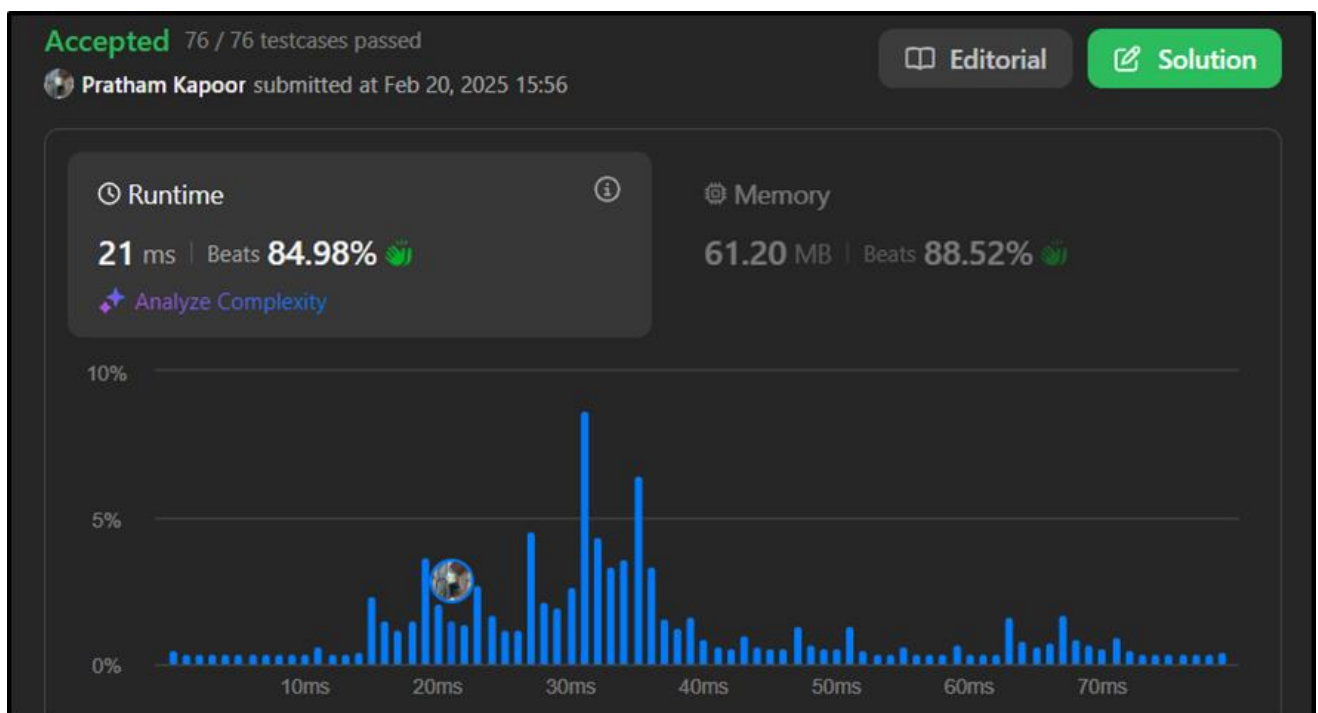 Accepted 76 / 76 testcases passed
Pratham Kapoor submitted at Feb 20, 2025 15:56
Editorial
Solution
Runtime
21 ms | Beats 84.98%
Analyze Complexity
Memory
61.20 MB | Beats 88.52%
10%
5%
0%
10ms 20ms 30ms 40ms 50ms 60ms 70ms